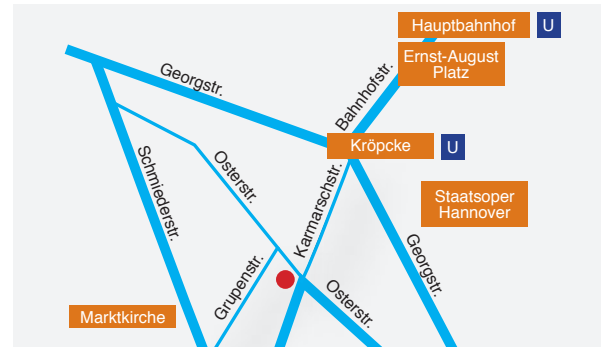 Hauptbahnhof
U
Ernst-August
Platz
Georgstr.
Bahnhofstr.
Kröpcke
U
Schmiederstr.
Osterstr.
Karmarschstr.
Staatsoper
Hannover
Georgstr.
Grupenstr.
Osterstr.
Marktkirche